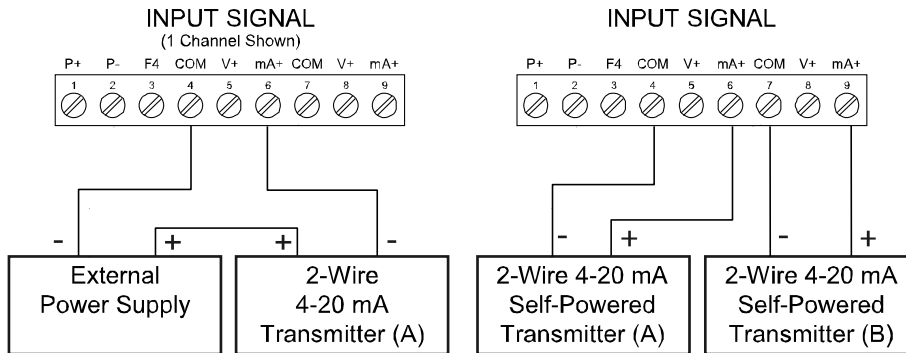 INPUT SIGNAL
(1 Channel Shown)
P+ P- F4 COM V+ mA+ COM V+ mA+
1 2 3 4 5 6 7 8 9
- + + -
External
Power Supply
2-Wire
4-20 mA
Transmitter (A)
INPUT SIGNAL
P+ P- F4 COM V+ mA+ COM V+ mA+
1 2 3 4 5 6 7 8 9
- + - +
2-Wire 4-20 mA
Self-Powered
Transmitter (A)
2-Wire 4-20 mA
Self-Powered
Transmitter (B)